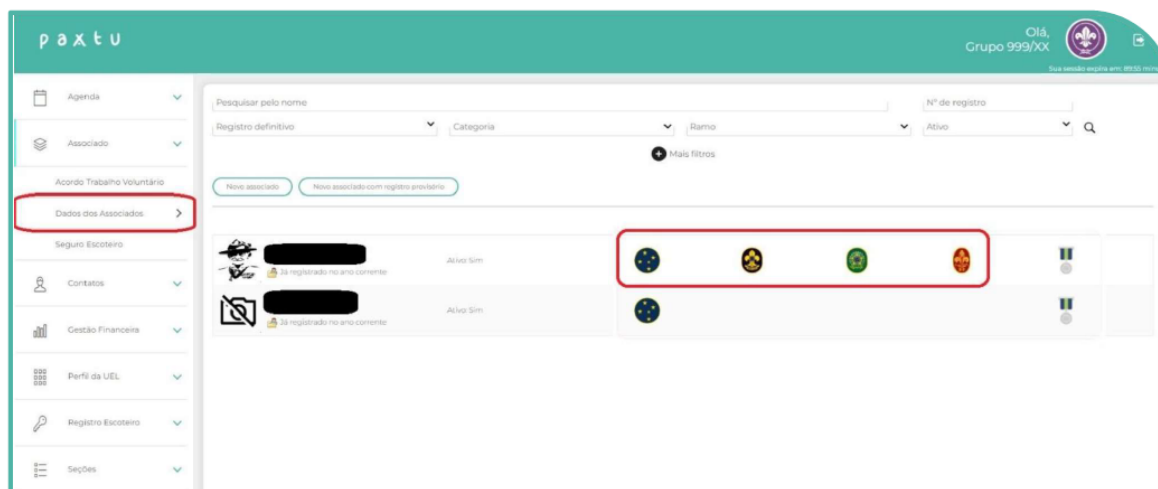 paxtu
Olá,
Grupo 999/XX
Sua sessão expira em: 89:55 mins
Agenda
Associado
Acordo Trabalho Voluntário
Dados dos Associados
Seguro Escoteiro
Contatos
Gestão Financeira
Perfil da UEL
Registro Escoteiro
Seções
Pesquisar pelo nome
Nº de registro
Registro definitivo
Categoria
Ramo
Ativo
Mais filtros
Novo associado
Novo associado com registro provisório
Ativo Sim
Já registrado no ano corrente
Ativo Sim
Já registrado no ano corrente